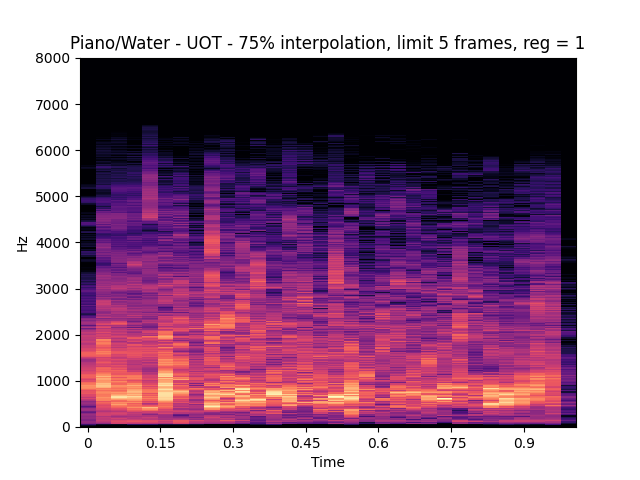 Piano/Water - UOT - 75% interpolation, limit 5 frames, reg = 1
8000
7000
6000
5000
4000
3000
2000
1000
0
Hz
0 0.15 0.3 0.45 0.6 0.75 0.9
Time